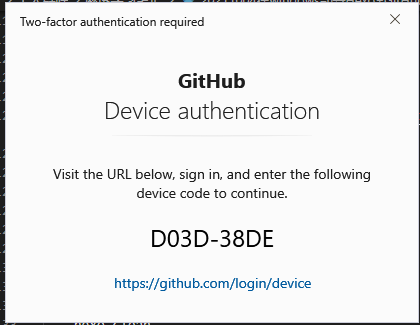 Two-factor authentication required
GitHub
Device authentication
Visit the URL below, sign in, and enter the following
device code to continue.
D03D-38DE
https://github.com/login/device